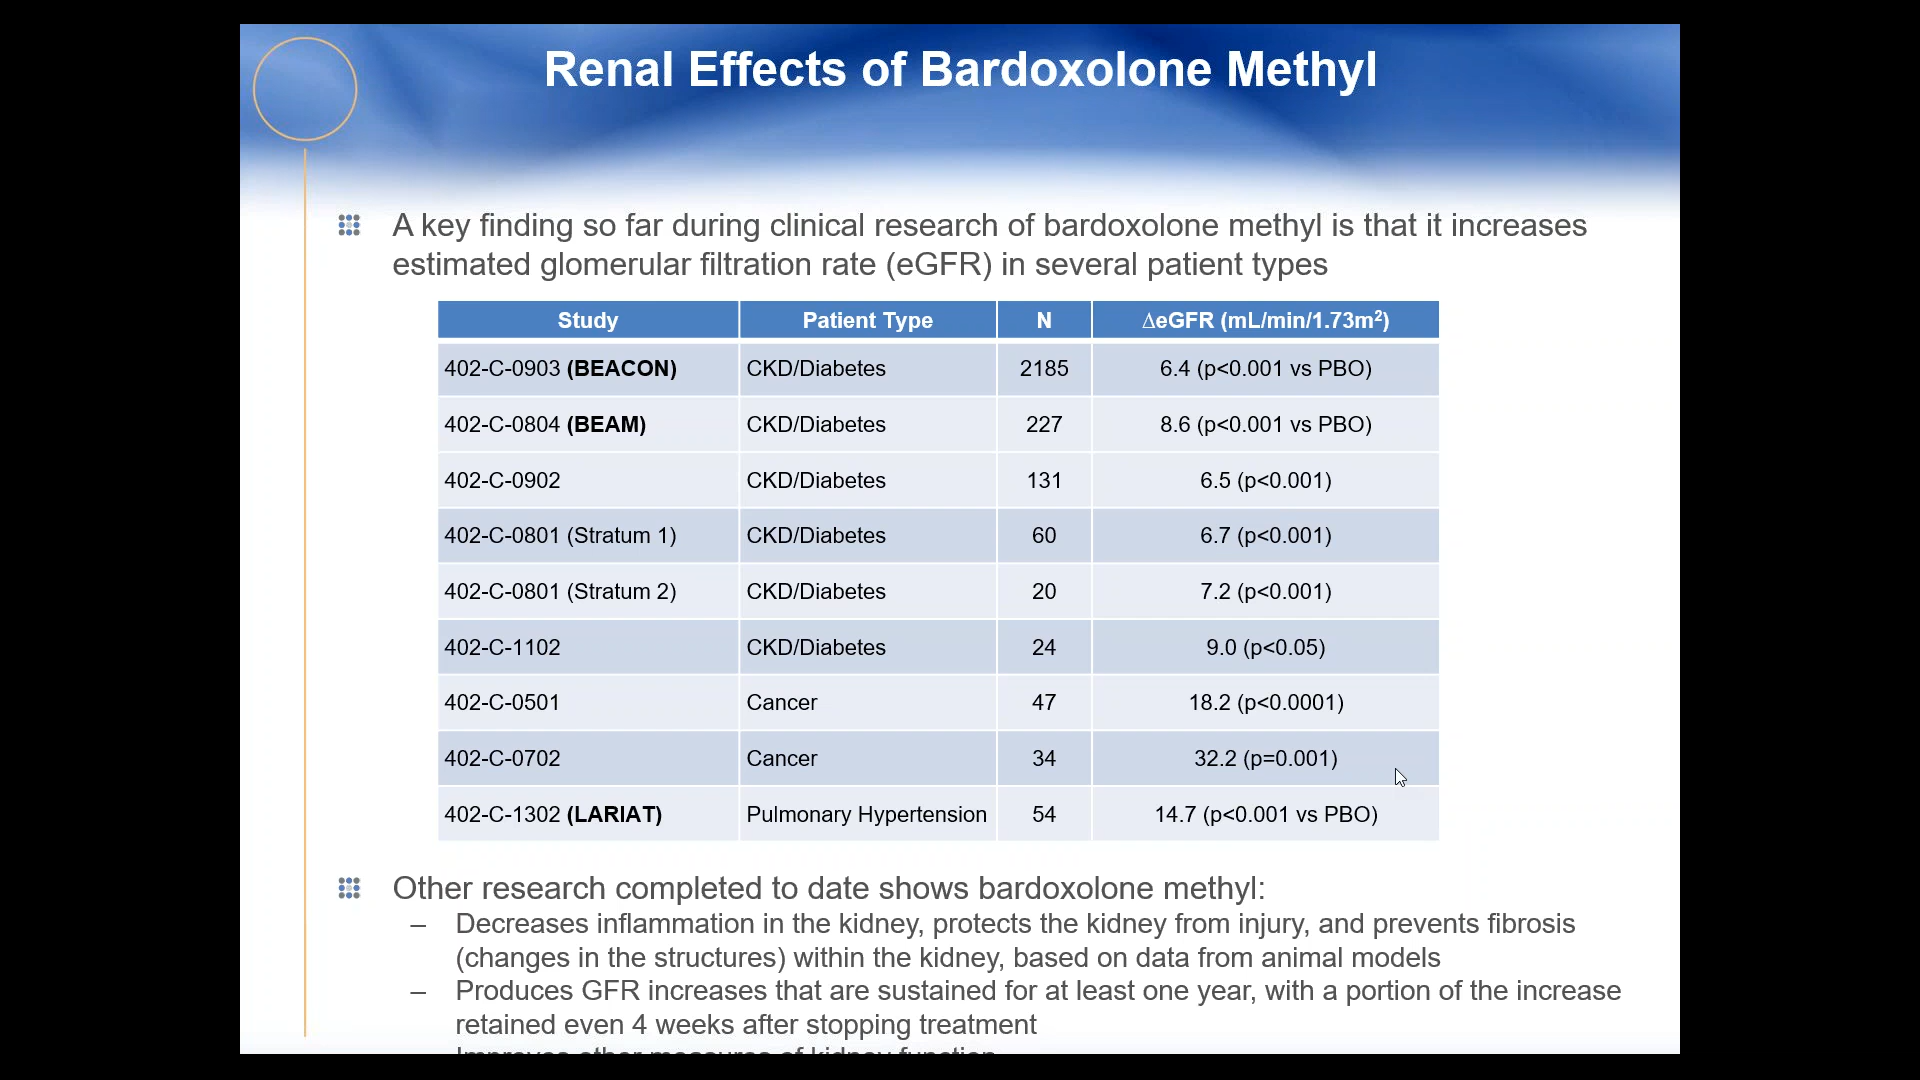 Renal Effects of Bardoxolone Methyl
A key finding so far during clinical research of bardoxolone methyl is that it increases
estimated glomerular filtration rate (eGFR) in several patient types
Study Patient Type N ΔeGFR (mL/min/1.73m²)
402-C-0903 (BEACON) CKD/Diabetes 2185 6.4 (p<0.001 vs PBO)
402-C-0804 (BEAM) CKD/Diabetes 227 8.6 (p<0.001 vs PBO)
402-C-0902 CKD/Diabetes 131 6.5 (p<0.001)
402-C-0801 (Stratum 1) CKD/Diabetes 60 6.7 (p<0.001)
402-C-0801 (Stratum 2) CKD/Diabetes 20 7.2 (p<0.001)
402-C-1102 CKD/Diabetes 24 9.0 (p<0.05)
402-C-0501 Cancer 47 18.2 (p<0.0001)
402-C-0702 Cancer 34 32.2 (p=0.001)
402-C-1302 (LARIAT) Pulmonary Hypertension 54 14.7 (p<0.001 vs PBO)
Other research completed to date shows bardoxolone methyl:
– Decreases inflammation in the kidney, protects the kidney from injury, and prevents fibrosis
(changes in the structures) within the kidney, based on data from animal models
– Produces GFR increases that are sustained for at least one year, with a portion of the increase
retained even 4 weeks after stopping treatment
Improves other measures of kidney function